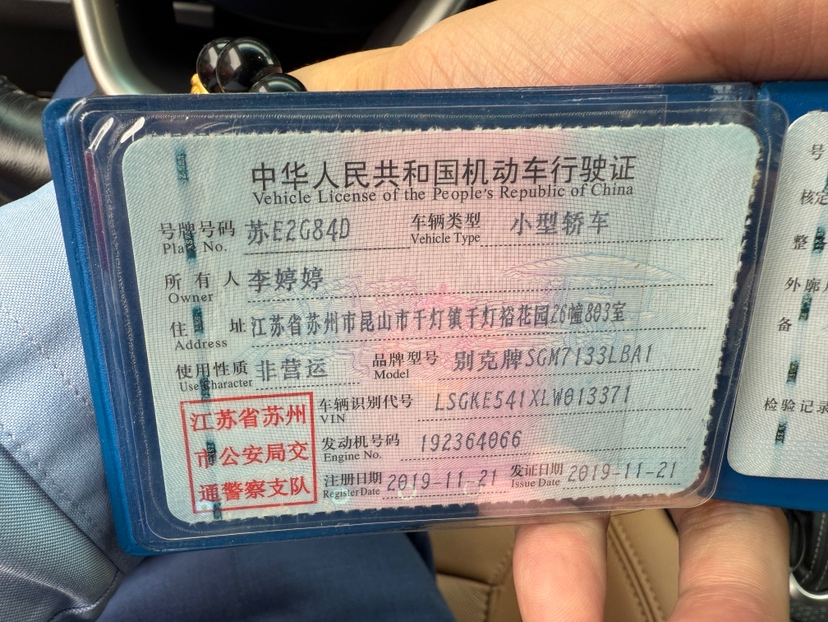 中华人民共和国机动车行驶证
Vehicle License of the People's Republic of China
号牌号码 苏E2G84D 车辆类型 小型轿车
Plate No. Vehicle Type
所有人 李婷婷
Owner
住址 江苏省苏州市昆山市千灯镇千灯裕花园26幢803室
Address
使用性质 非营运 品牌型号 别克牌SGM7133LBA1
Use Character Model
车辆识别代号 LSGKE541XLW013371
VIN
发动机号码 192364066
Engine No.
注册日期 2019-11-21 发证日期 2019-11-21
Register Date Issue Date
江苏省苏州
市公安局交
通警察支队
号
核定
整
外廓
备
检验记录